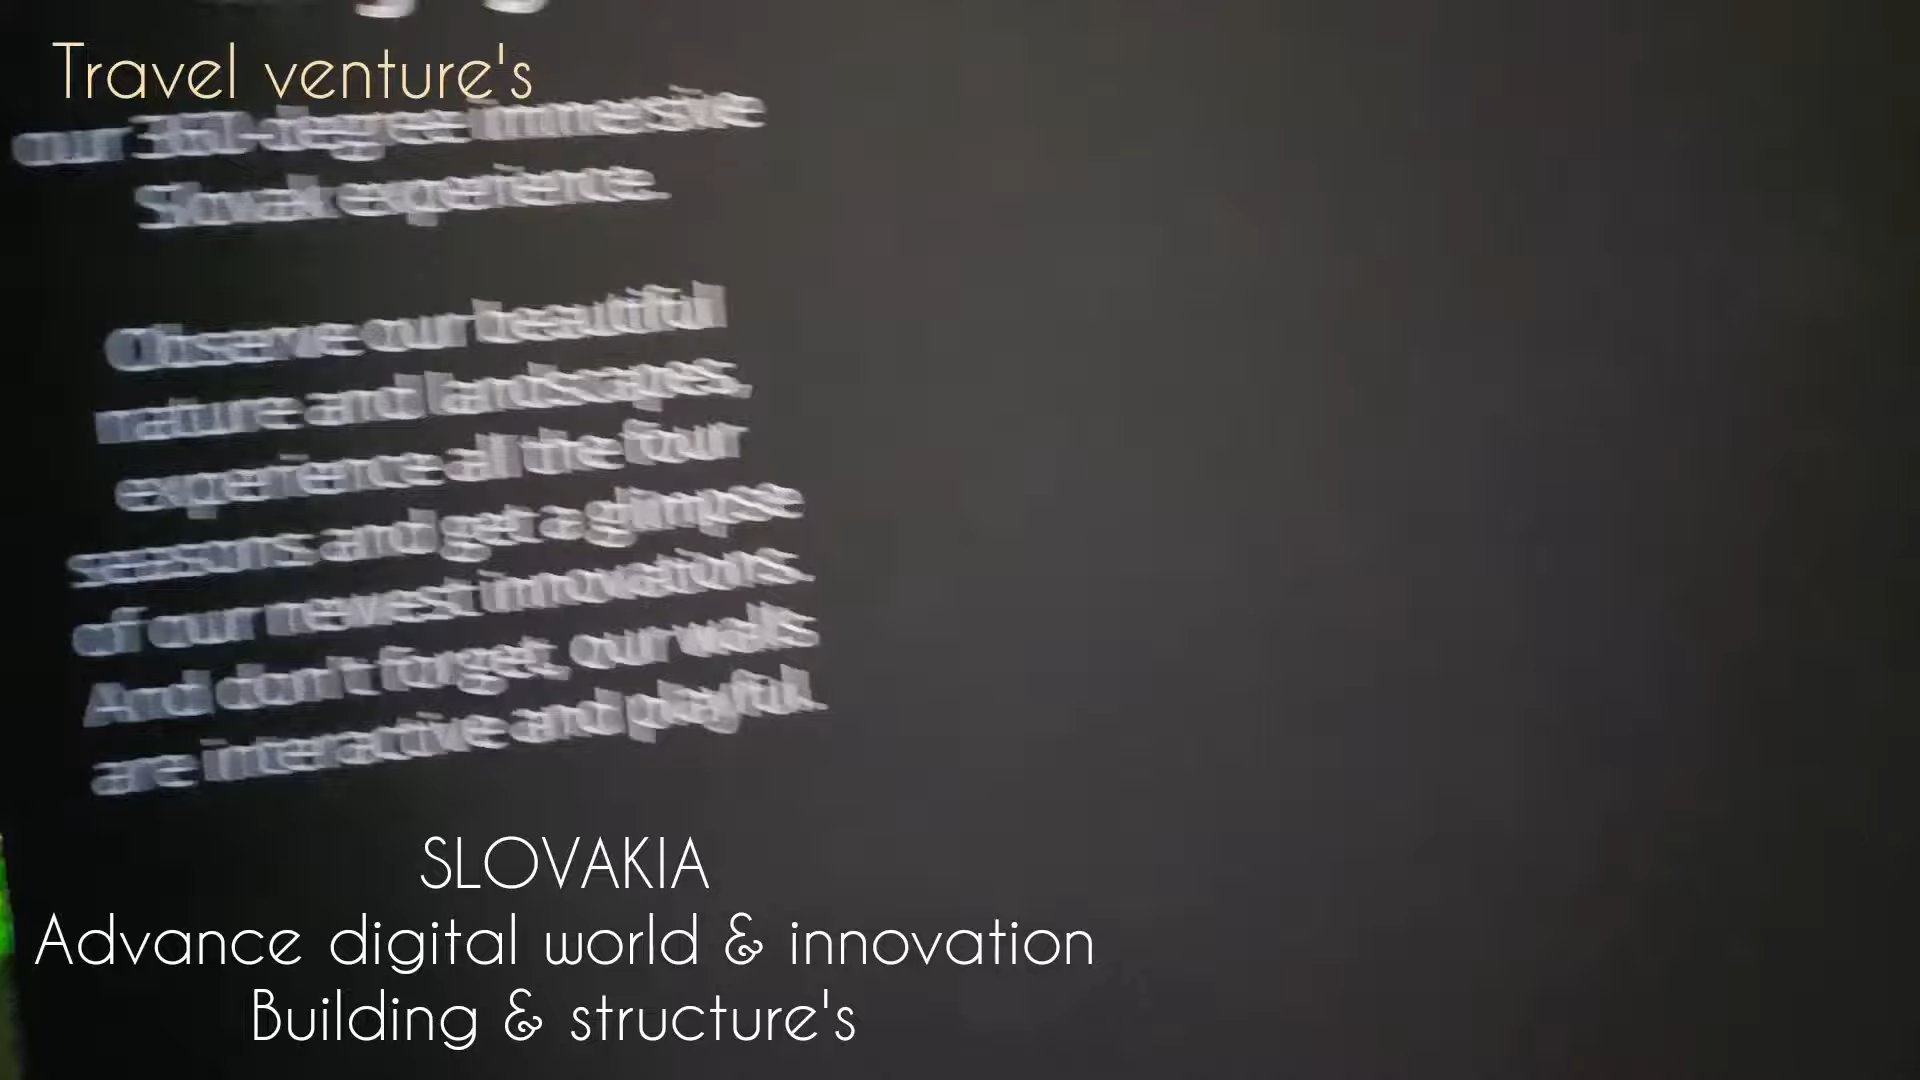 Travel venture's
our 360-degree immersive
Slovak experience.
Observe our beautiful
nature and landscapes,
experience all the four
seasons and get a glimpse
of our newest innovations.
And don't forget, our walls
are interactive and playful.
SLOVAKIA
Advance digital world & innovation
Building & structure's